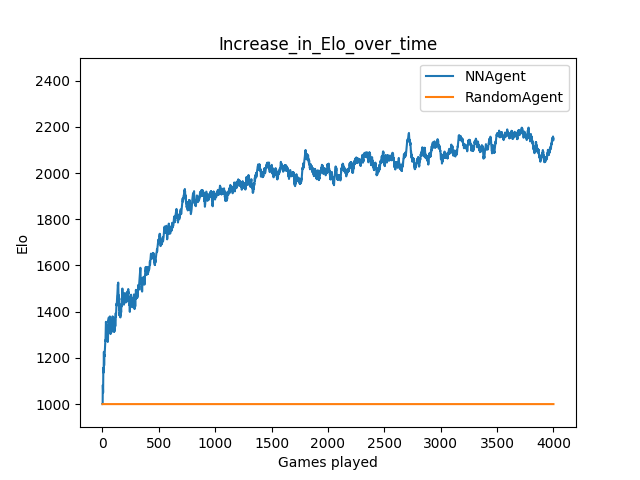 Increase_in_Elo_over_time
NNAgent
RandomAgent
2400
2200
2000
1800
1600
1400
1200
1000
Elo
0 500 1000 1500 2000 2500 3000 3500 4000
Games played